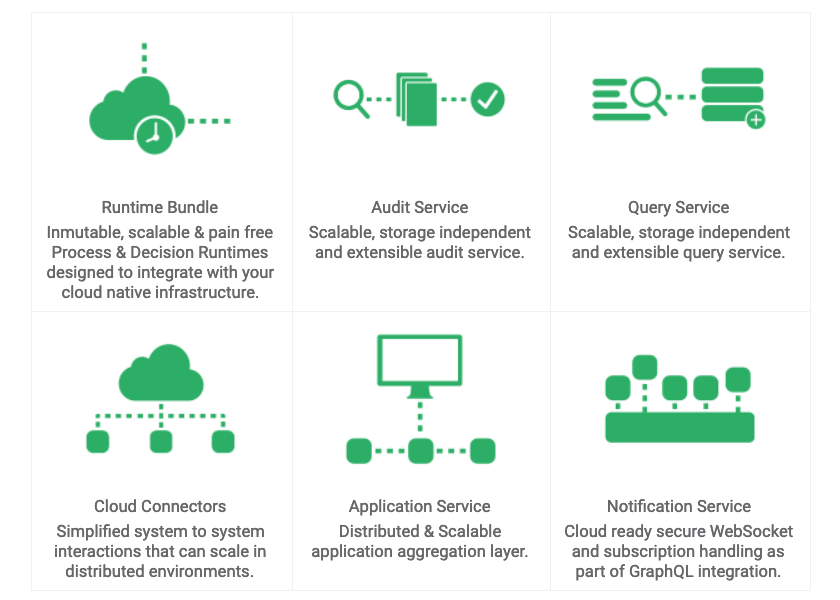 Runtime Bundle
Inmutable, scalable & pain free
Process & Decision Runtimes
designed to integrate with your
cloud native infrastructure.
Audit Service
Scalable, storage independent
and extensible audit service.
Query Service
Scalable, storage independent
and extensible query service.
Cloud Connectors
Simplified system to system
interactions that can scale in
distributed environments.
Application Service
Distributed & Scalable
application aggregation layer.
Notification Service
Cloud ready secure WebSocket
and subscription handling as
part of GraphQL integration.